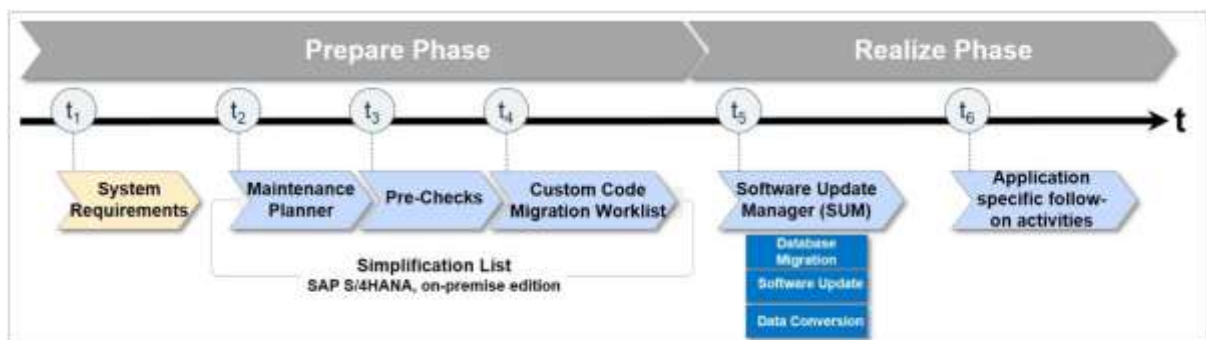 Prepare Phase
Realize Phase
t1
t2
t3
t4
t5
t6
t
System
Requirements
Maintenance
Planner
Pre-Checks
Custom Code
Migration Worklist
Software Update
Manager (SUM)
Application
specific follow-
on activities
Simplification List
SAP S/4HANA, on-premise edition
Database
Migration
Software Update
Data Conversion